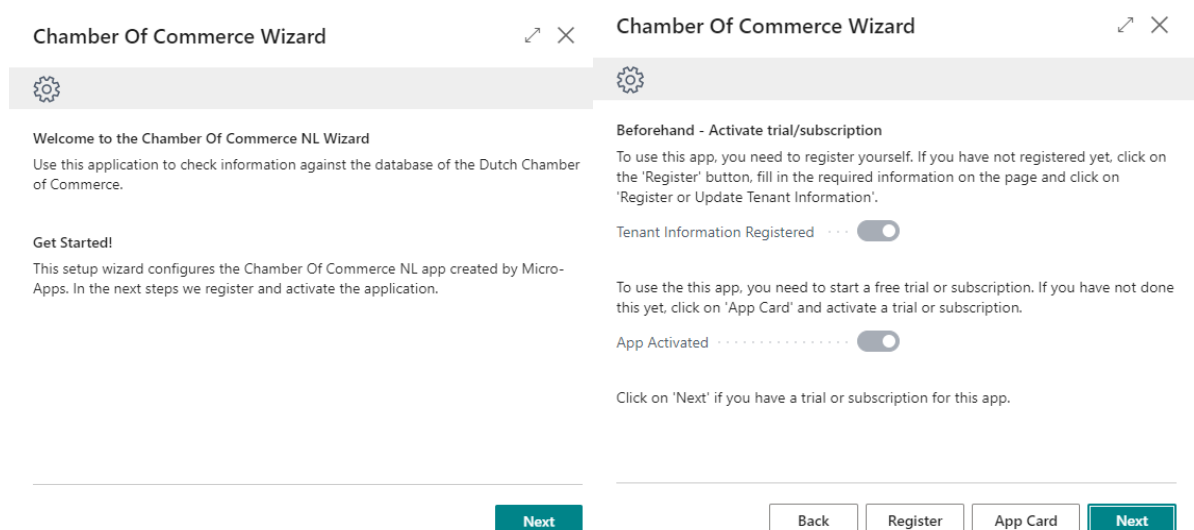 Chamber Of Commerce Wizard
Welcome to the Chamber Of Commerce NL Wizard
Use this application to check information against the database of the Dutch Chamber
of Commerce.
Get Started!
This setup wizard configures the Chamber Of Commerce NL app created by Micro-
Apps. In the next steps we register and activate the application.
Next
Chamber Of Commerce Wizard
Beforehand - Activate trial/subscription
To use this app, you need to register yourself. If you have not registered yet, click on
the 'Register' button, fill in the required information on the page and click on
'Register or Update Tenant Information'.
Tenant Information Registered
To use the this app, you need to start a free trial or subscription. If you have not done
this yet, click on 'App Card' and activate a trial or subscription.
App Activated
Click on 'Next' if you have a trial or subscription for this app.
Back
Register
App Card
Next